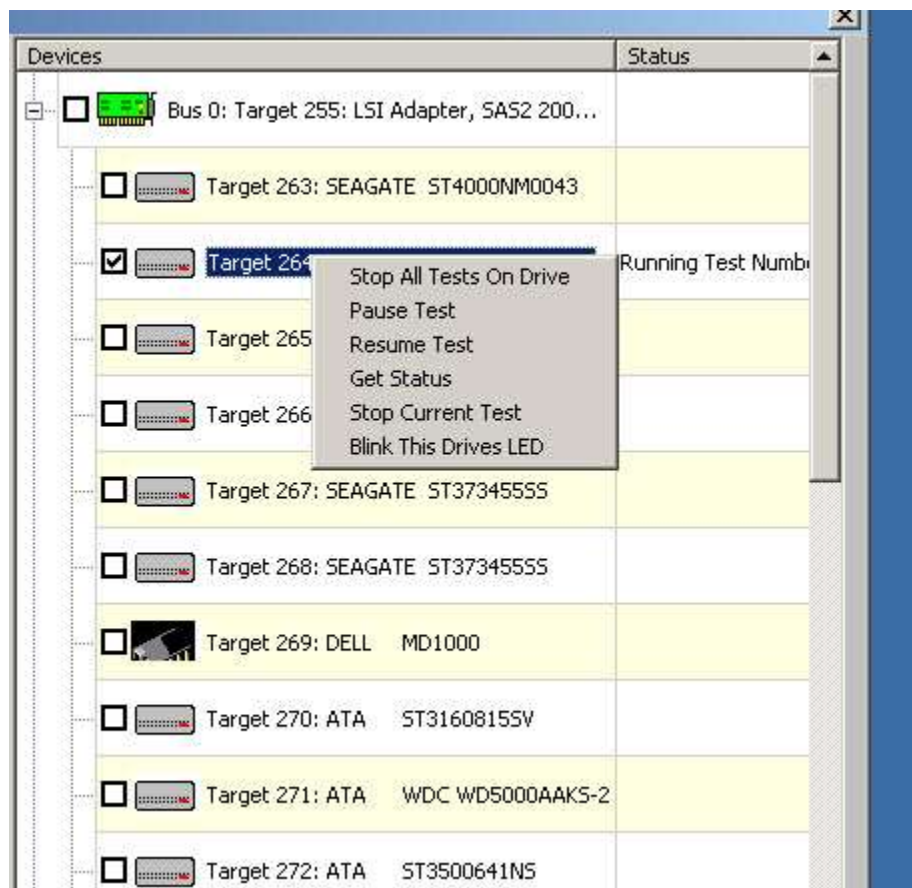 Devices
Status
Bus 0: Target 255: LSI Adapter, SAS2 200...
Target 263: SEAGATE ST4000NM0043
Target 264
Running Test
Stop All Tests On Drive
Pause Test
Resume Test
Get Status
Stop Current Test
Blink This Drives LED
Target 265
Target 266
Target 267: SEAGATE ST373455SS
Target 268: SEAGATE ST373455SS
Target 269: DELL MD1000
Target 270: ATA ST3160815SV
Target 271: ATA WDC WD5000AAKS-2
Target 272: ATA ST3500641NS